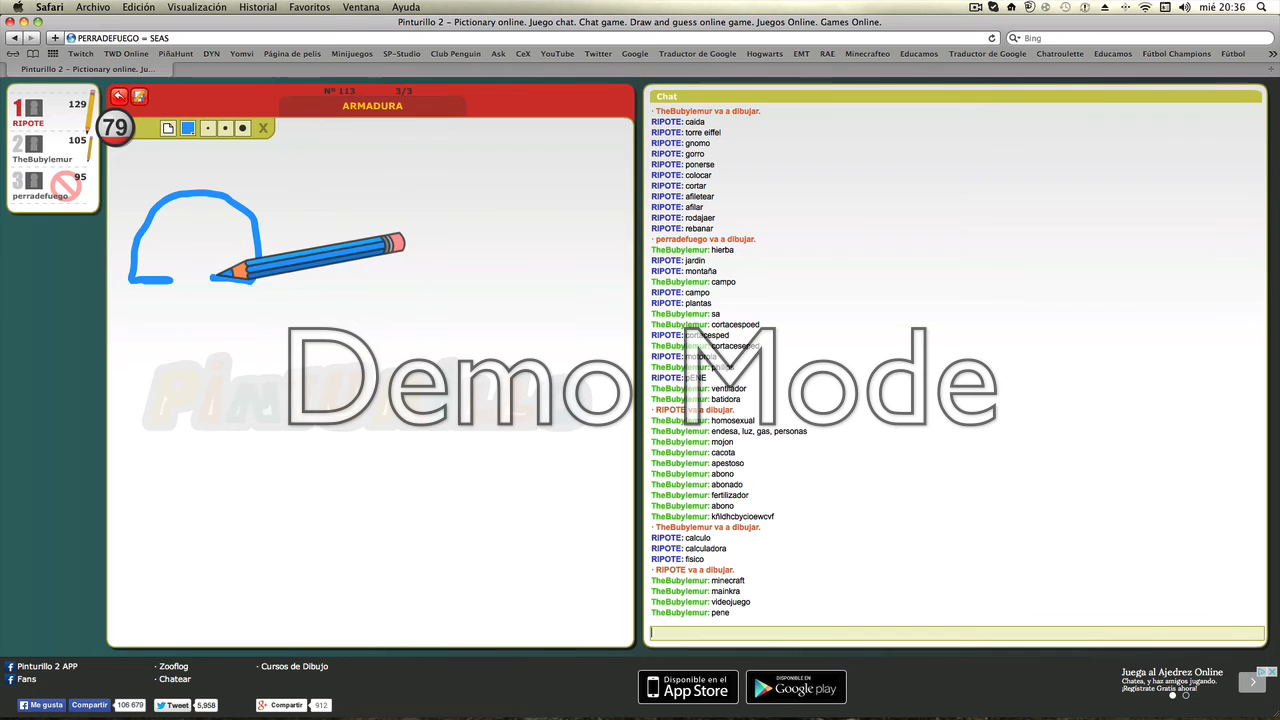 Safari Archivo Edición Visualización Historial Favoritos Ventana Ayuda mié 20:36
Pinturillo 2 - Pictionary online. Juego chat. Chat game. Draw and guess online game. Juegos Online. Games Online.
PERRADEFUEGO = SEAS Bing
Twitch TWD Online PiñaHunt DYN Yomvi Página de pelis Minijuegos SP-Studio Club Penguin Ask CeX YouTube Twitter Google Traductor de Google Hogwarts EMT RAE Minecrafteo Educamos Traductor de Google Chatroulette Educamos Fútbol Champions Fútbol
Pinturillo 2 - Pictionary online. Ju...
1 129
RIPOTE
2 105
TheBubylemur
3 95
perradefuego
79
Nº 113 3/3
ARMADURA
X
Chat
· TheBubylemur va a dibujar.
RIPOTE: caida
RIPOTE: torre eiffel
RIPOTE: gnomo
RIPOTE: gorro
RIPOTE: ponerse
RIPOTE: colocar
RIPOTE: cortar
RIPOTE: afiletear
RIPOTE: afilar
RIPOTE: rodajaer
RIPOTE: rebanar
· perradefuego va a dibujar.
TheBubylemur: hierba
RIPOTE: jardin
RIPOTE: montaña
TheBubylemur: campo
RIPOTE: campo
RIPOTE: plantas
TheBubylemur: sa
TheBubylemur: cortacespoed
RIPOTE: cortacesped
TheBubylemur: cortaceseped
RIPOTE: motorola
TheBubylemur: philips
RIPOTE: pENE
TheBubylemur: ventilador
TheBubylemur: batidora
· RIPOTE va a dibujar.
TheBubylemur: homosexual
TheBubylemur: endesa, luz, gas, personas
TheBubylemur: mojon
TheBubylemur: cacota
TheBubylemur: apestoso
TheBubylemur: abono
TheBubylemur: abonado
TheBubylemur: fertilizador
TheBubylemur: abono
TheBubylemur: kñldhcbycioewcvf
· TheBubylemur va a dibujar.
RIPOTE: calculo
RIPOTE: calculadora
RIPOTE: fisico
· RIPOTE va a dibujar.
TheBubylemur: minecraft
TheBubylemur: mainkra
TheBubylemur: videojuego
TheBubylemur: pene
Demo Mode
Pinturillo 2 APP
Fans
· Zooflog
· Chatear
· Cursos de Dibujo
Me gusta Compartir 106 679 Tweet 5,958 Compartir 912
Disponible en el
App Store
DISPONIBLE EN
Google play
Juega al Ajedrez Online
Chatea, y haz amigos jugando.
¡Regístrate Gratis ahora!